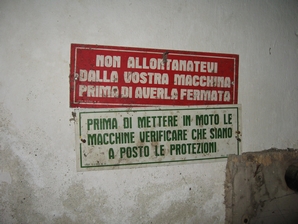 NON ALLONTANATEVI
DALLA VOSTRA MACCHINA
PRIMA DI AVERLA FERMATA
PRIMA DI METTERE IN MOTO LE
MACCHINE VERIFICARE CHE SIANO
A POSTO LE PROTEZIONI